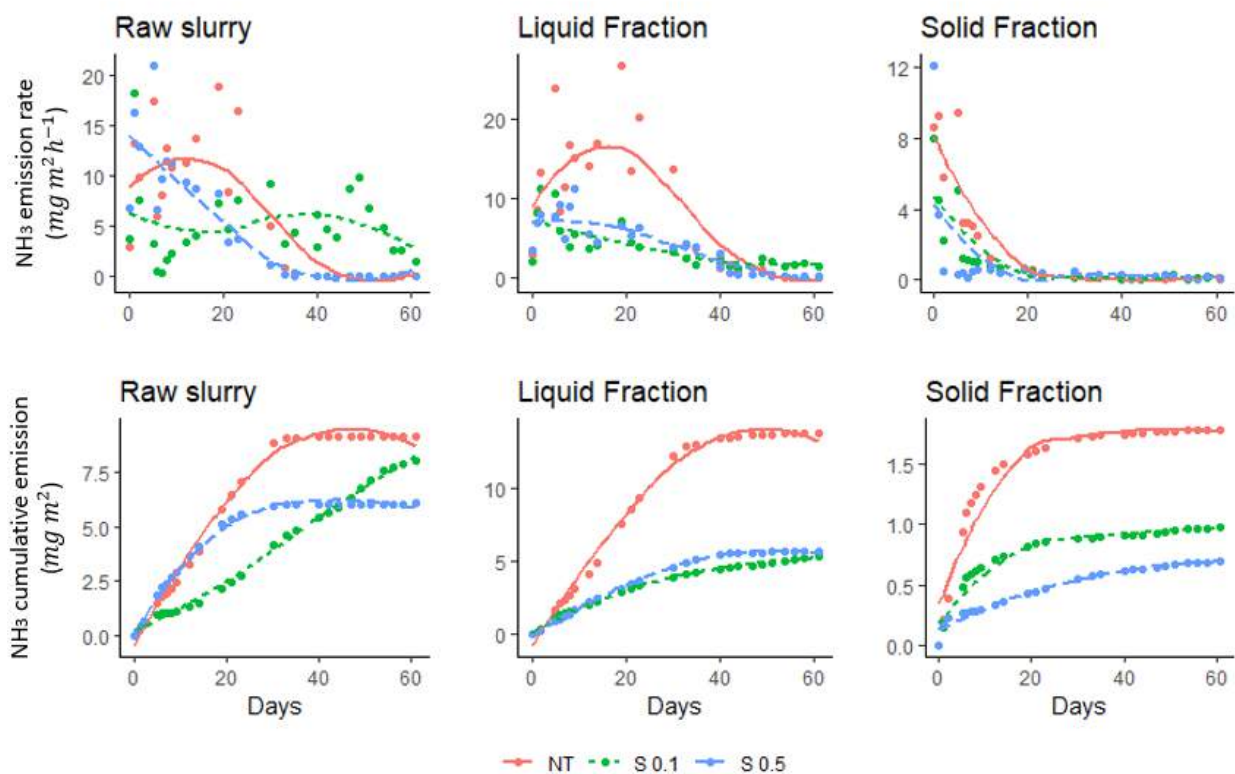 Raw slurry
Liquid Fraction
Solid Fraction
NH₃ emission rate
(mg m² h⁻¹)
20
15
10
5
0
0 20 40 60
20
10
0
0 20 40 60
12
8
4
0
0 20 40 60
Raw slurry
Liquid Fraction
Solid Fraction
NH₃ cumulative emission
(mg m²)
7.5
5.0
2.5
0.0
0 20 40 60
Days
10
5
0
0 20 40 60
Days
1.5
1.0
0.5
0.0
0 20 40 60
Days
NT S 0.1 S 0.5